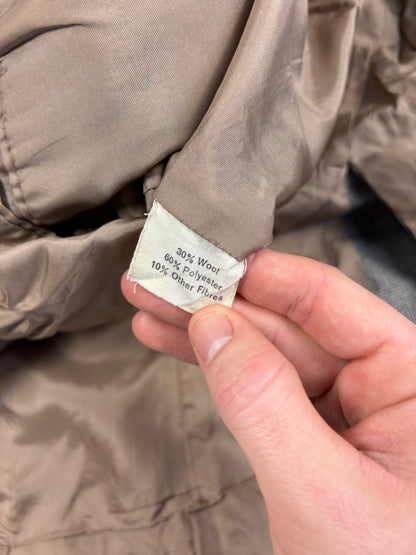 30% Wool
60% Polyester
10% Other Fibres